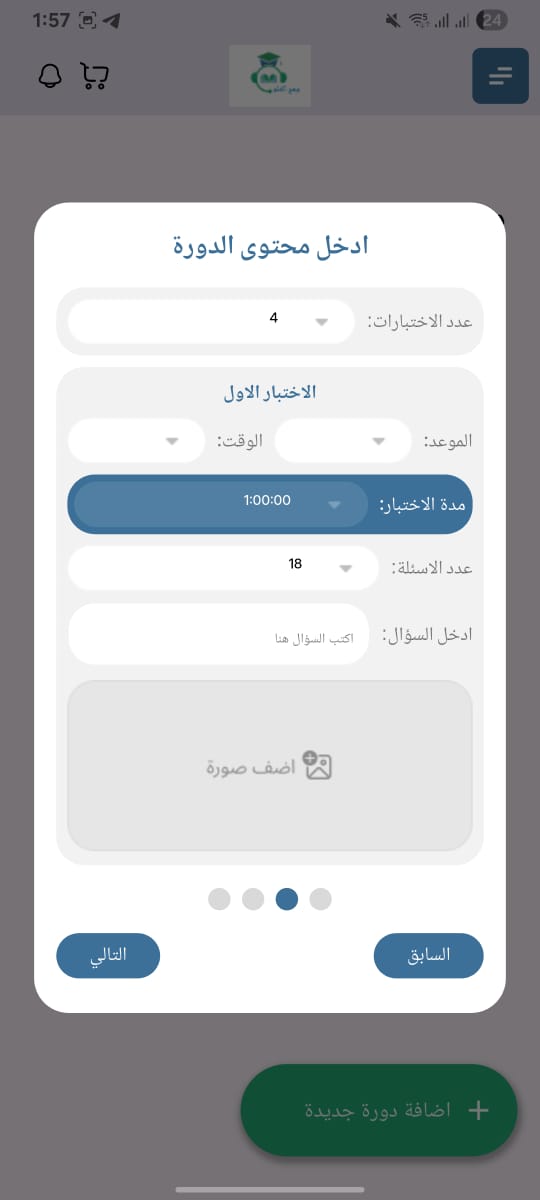 1:57
24
ادخل محتوى الدورة
عدد الاختبارات: 4
الاختبار الاول
الموعد: الوقت:
مدة الاختبار: 1:00:00
عدد الاسئلة: 18
ادخل السؤال: اكتب السؤال هنا
اضف صورة
السابق التالي
+ اضافة دورة جديدة